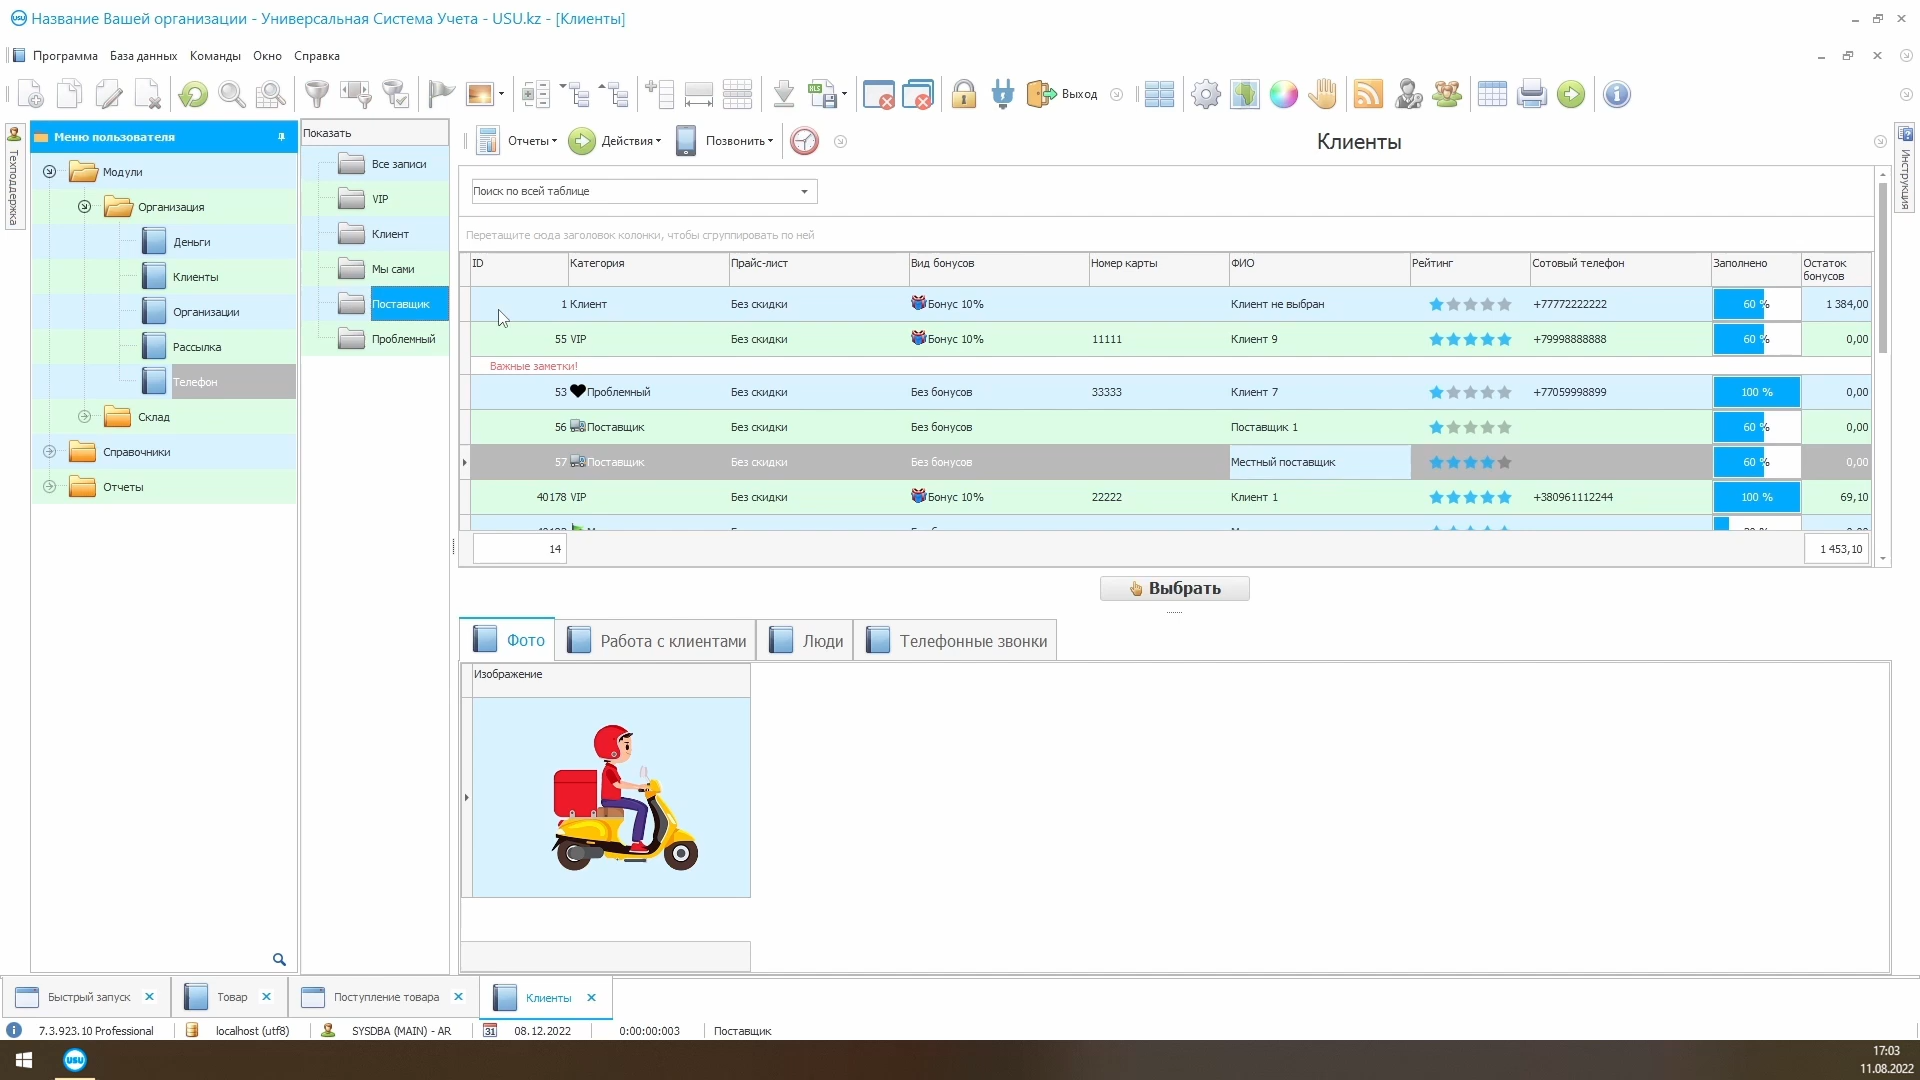 Название Вашей организации - Универсальная Система Учета - USU.kz - [Клиенты]
Программа База данных Команды Окно Справка
XLS
Выход
Техподдержка
Меню пользователя
Модули
Организация
Деньги
Клиенты
Организации
Рассылка
Телефон
Склад
Справочники
Отчеты
Показать
Все записи
VIP
Клиент
Мы сами
Поставщик
Проблемный
Отчеты Действия Позвонить
Клиенты
Инструкция
Поиск по всей таблице
Перетащите сюда заголовок колонки, чтобы сгруппировать по ней
ID Категория Прайс-лист Вид бонусов Номер карты ФИО Рейтинг Сотовый телефон Заполнено Остаток бонусов
1 Клиент Без скидки Бонус 10% Клиент не выбран +77772222222 60 % 1 384,00
55 VIP Без скидки Бонус 10% 11111 Клиент 9 +79998888888 60 % 0,00
Важные заметки!
53 Проблемный Без скидки Без бонусов 33333 Клиент 7 +77059998899 100 % 0,00
56 Поставщик Без скидки Без бонусов Поставщик 1 60 % 0,00
57 Поставщик Без скидки Без бонусов Местный поставщик 60 % 0,00
40178 VIP Без скидки Бонус 10% 22222 Клиент 1 +380961112244 100 % 69,10
14 1 453,10
Выбрать
Фото Работа с клиентами Люди Телефонные звонки
Изображение
Быстрый запуск Товар Поступление товара Клиенты
7.3.923.10 Professional localhost (utf8) SYSDBA (MAIN) - AR 31 08.12.2022 0:00:00:003 Поставщик
USU
17:03
11.08.2022